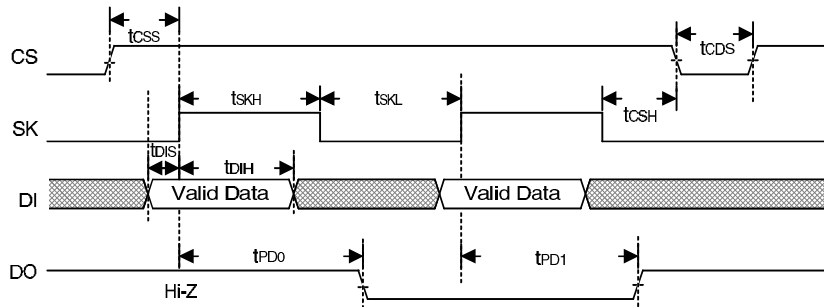 tCSS
tCDS
CS
tSKH
tSKL
tCSH
SK
tDIS
tDIH
DI
Valid Data
Valid Data
tPD0
tPD1
DO
Hi-Z